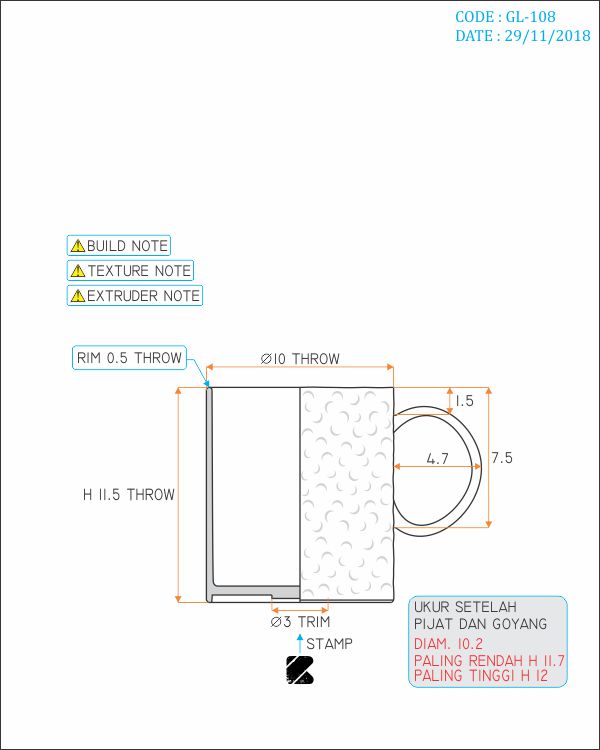 CODE : GL-108
DATE : 29/11/2018
BUILD NOTE
TEXTURE NOTE
EXTRUDER NOTE
RIM 0.5 THROW
Ø10 THROW
1.5
4.7
7.5
H 11.5 THROW
Ø3 TRIM
STAMP
UKUR SETELAH
PIJAT DAN GOYANG
DIAM. 10.2
PALING RENDAH H 11.7
PALING TINGGI H 12